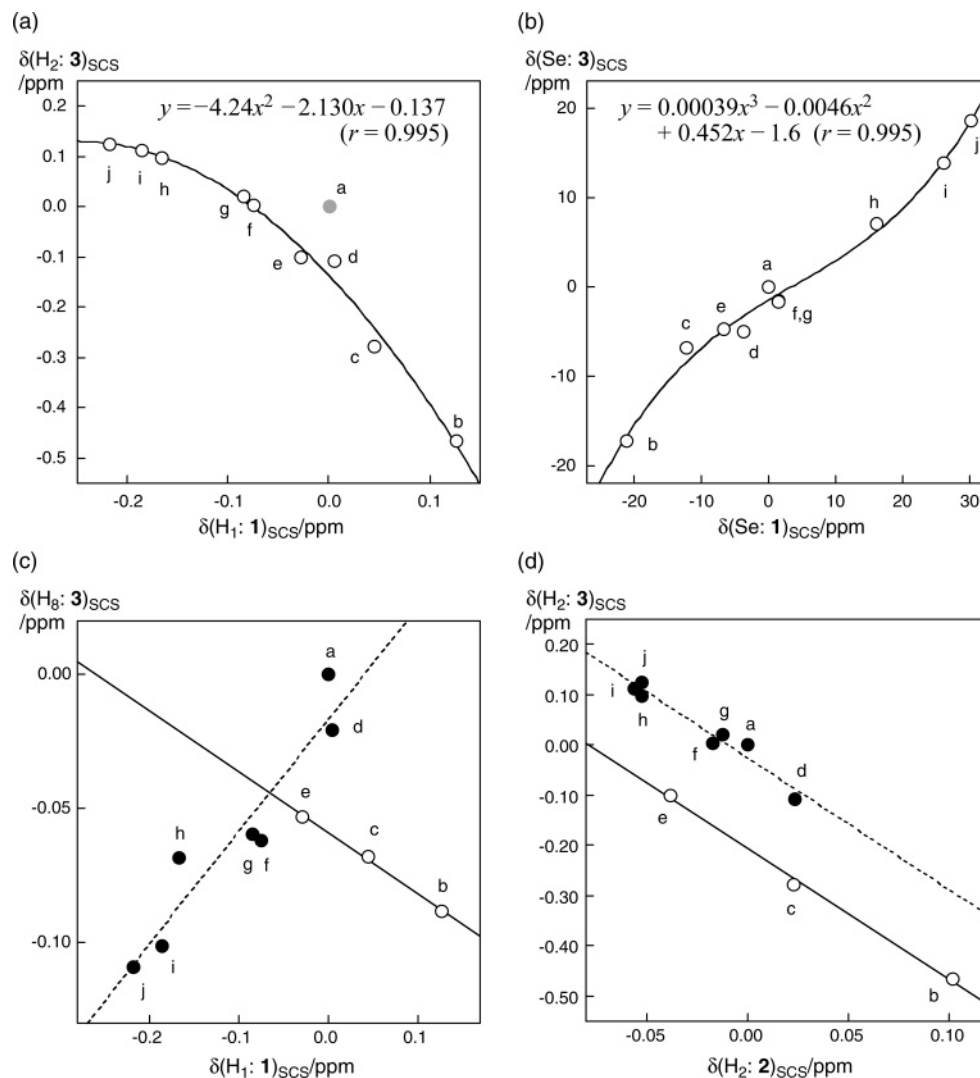 (a)
δ(H₂: 3)SCS
/ppm
y = −4.24x² − 2.130x − 0.137
(r = 0.995)
0.2
0.1
0.0
-0.1
-0.2
-0.3
-0.4
-0.5
j
i
h
g
f
a
e
d
c
b
-0.2
-0.1
0.0
0.1
δ(H₁: 1)SCS/ppm
(b)
δ(Se: 3)SCS
/ppm
y = 0.00039x³ − 0.0046x²
+ 0.452x − 1.6 (r = 0.995)
20
10
0
-10
-20
j
i
h
a
f,g
e
d
c
b
-20
-10
0
10
20
30
δ(Se: 1)SCS/ppm
(c)
δ(H₈: 3)SCS
/ppm
0.00
-0.05
-0.10
a
d
e
c
b
h
g
f
i
j
-0.2
-0.1
0.0
0.1
δ(H₁: 1)SCS/ppm
(d)
δ(H₂: 3)SCS
/ppm
0.20
0.10
0.00
-0.10
-0.20
-0.30
-0.40
-0.50
j
i
h
g
a
f
d
e
c
b
-0.05
0.00
0.05
0.10
δ(H₂: 2)SCS/ppm